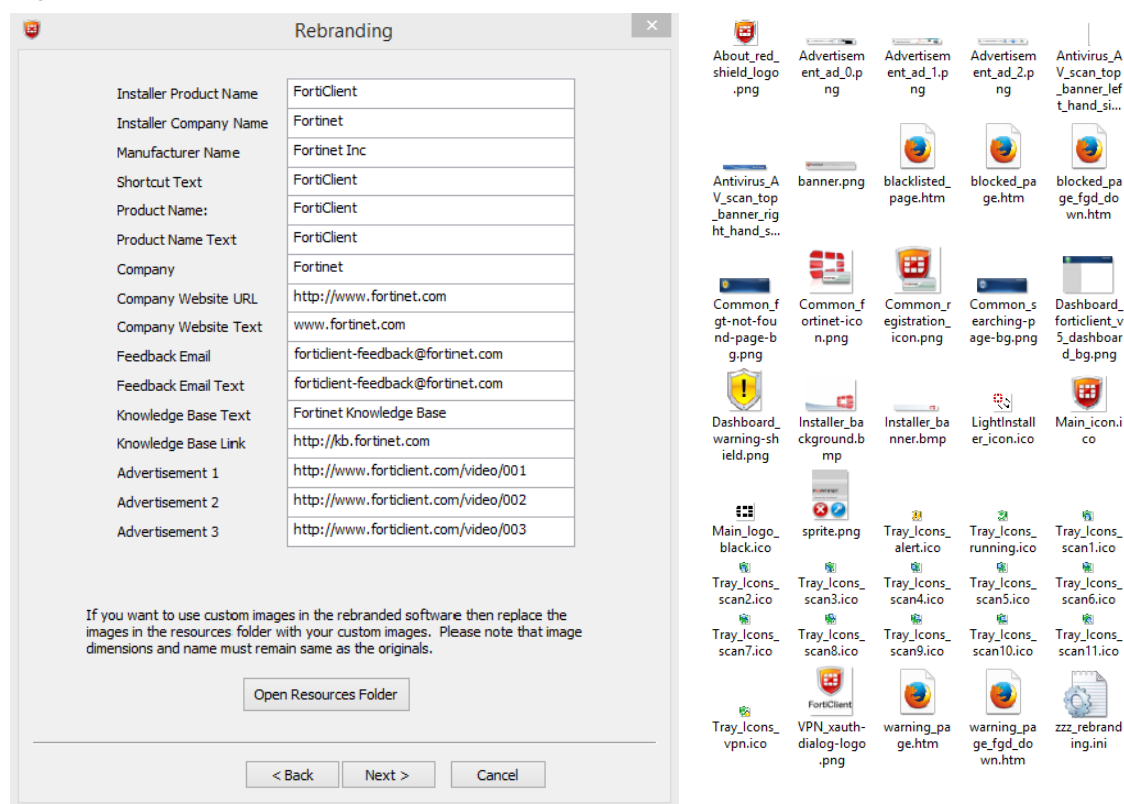 Rebranding
Installer Product Name FortiClient
Installer Company Name Fortinet
Manufacturer Name Fortinet Inc
Shortcut Text FortiClient
Product Name: FortiClient
Product Name Text FortiClient
Company Fortinet
Company Website URL http://www.fortinet.com
Company Website Text www.fortinet.com
Feedback Email forticlient-feedback@fortinet.com
Feedback Email Text forticlient-feedback@fortinet.com
Knowledge Base Text Fortinet Knowledge Base
Knowledge Base Link http://kb.fortinet.com
Advertisement 1 http://www.forticlient.com/video/001
Advertisement 2 http://www.forticlient.com/video/002
Advertisement 3 http://www.forticlient.com/video/003
If you want to use custom images in the rebranded software then replace the
images in the resources folder with your custom images. Please note that image
dimensions and name must remain same as the originals.
Open Resources Folder
< Back Next > Cancel
About_red_ Advertisem Advertisem Advertisem Antivirus_A
shield_logo ent_ad_0.p ent_ad_1.p ent_ad_2.p V_scan_top
.png ng ng ng _banner_lef
t_hand_si...
Antivirus_A banner.png blacklisted_ blocked_pa blocked_pa
V_scan_top page.htm ge.htm ge_fgd_do
_banner_rig wn.htm
ht_hand_s...
Common_f Common_f Common_r Common_s Dashboard_
gt-not-fou ortinet-ico egistration_ earching-p forticlient_v
nd-page-b n.png icon.png age-bg.png 5_dashboar
g.png d_bg.png
Dashboard_ Installer_ba Installer_ba LightInstall Main_icon.i
warning-sh ckground.b nner.bmp er_icon.ico co
ield.png mp
Main_logo_ sprite.png Tray_Icons_ Tray_Icons_ Tray_Icons_
black.ico alert.ico running.ico scan1.ico
Tray_Icons_ Tray_Icons_ Tray_Icons_ Tray_Icons_ Tray_Icons_
scan2.ico scan3.ico scan4.ico scan5.ico scan6.ico
Tray_Icons_ Tray_Icons_ Tray_Icons_ Tray_Icons_ Tray_Icons_
scan7.ico scan8.ico scan9.ico scan10.ico scan11.ico
FortiClient
Tray_Icons_ VPN_xauth- warning_pa warning_pa zzz_rebrand
vpn.ico dialog-logo ge.htm ge_fgd_do ing.ini
.png wn.htm